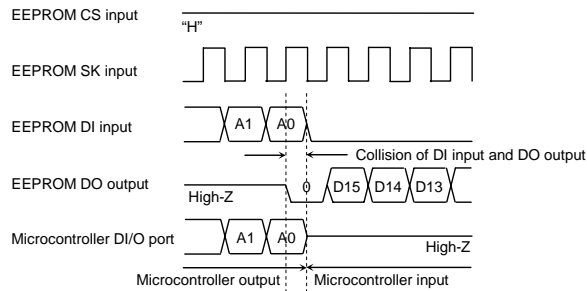 EEPROM CS input
“H”
EEPROM SK input
EEPROM DI input
A1 A0
Collision of DI input and DO output
EEPROM DO output
High-Z
0 D15 D14 D13
Microcontroller DI/O port
A1 A0
High-Z
Microcontroller output Microcontroller input